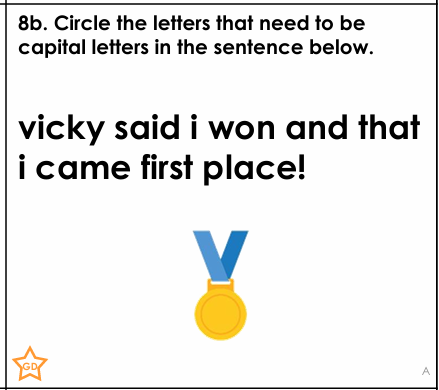 8b. Circle the letters that need to be
capital letters in the sentence below.
vicky said i won and that
i came first place!
GD
A